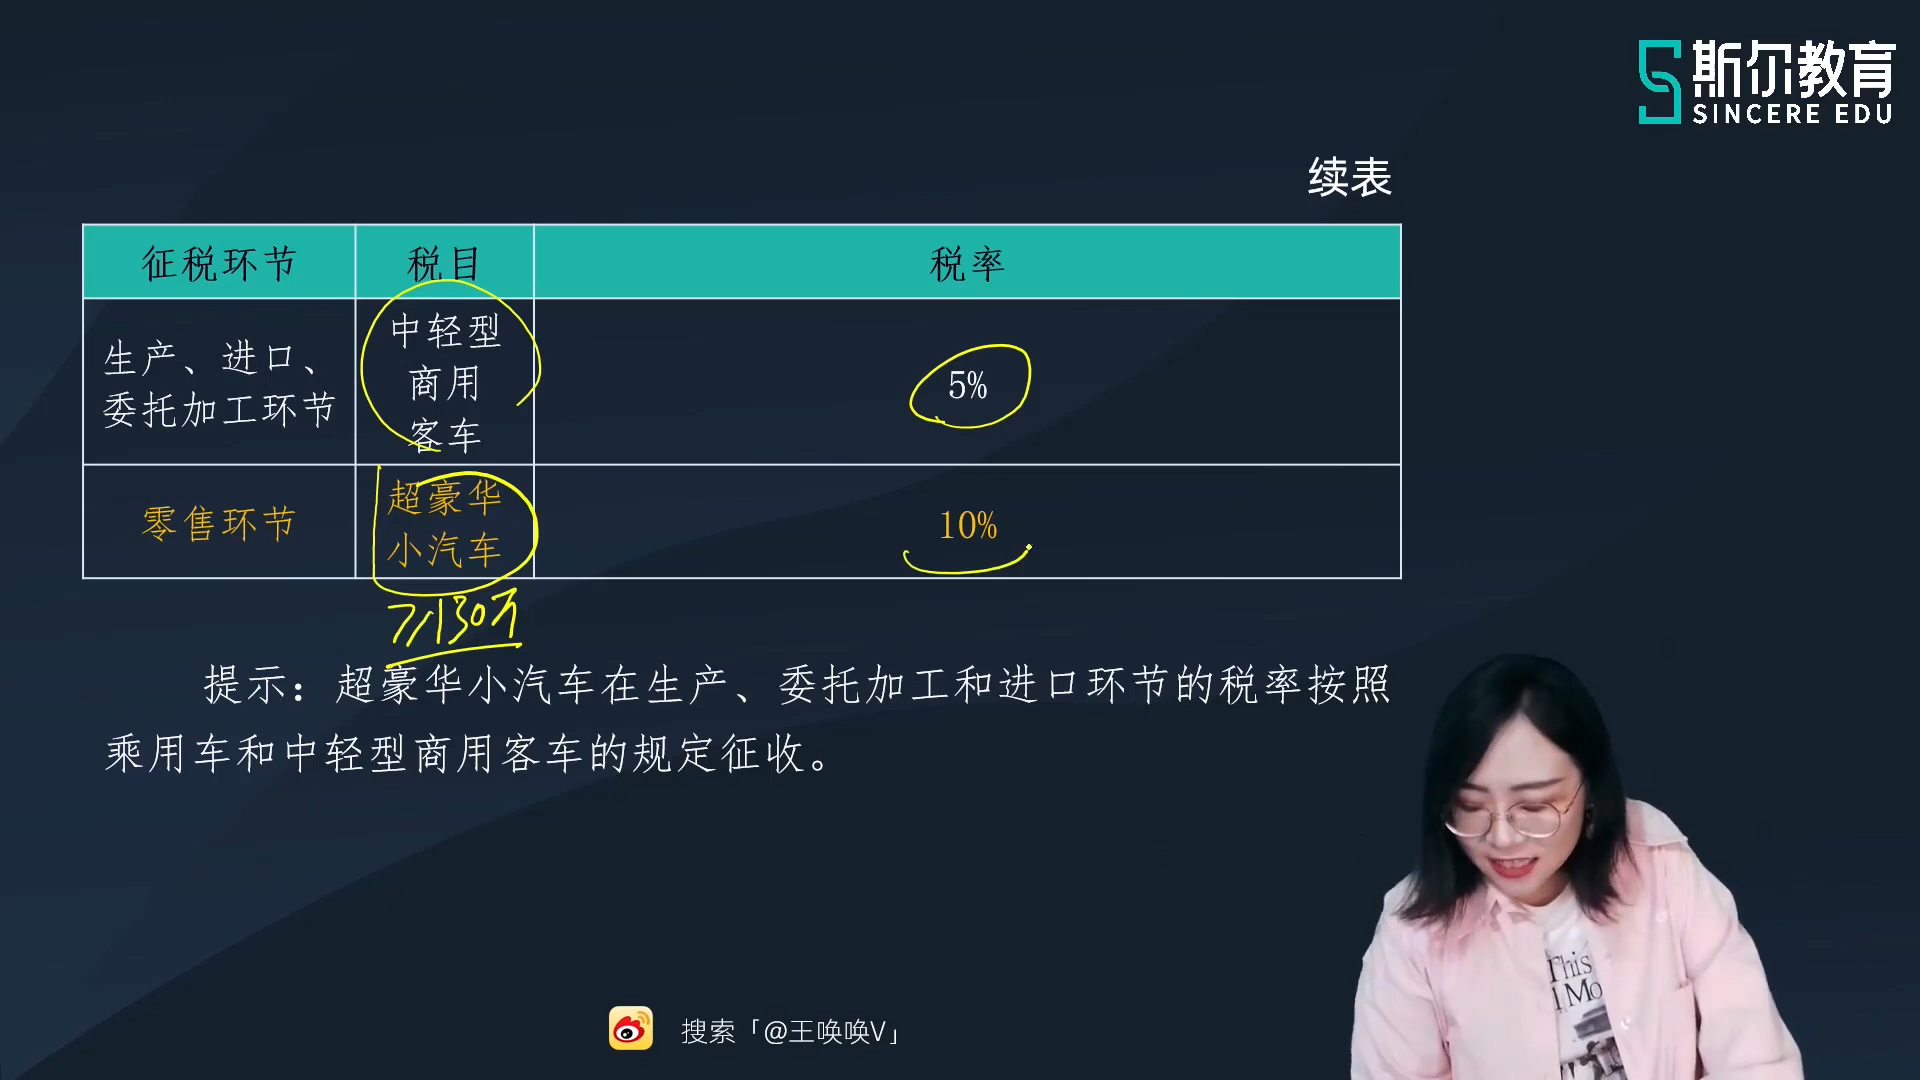 斯尔教育
SINCERE EDU
续表
征税环节 税目 税率
生产、进口、
委托加工环节
中轻型
商用
客车
5%
零售环节
超豪华
小汽车
10%
≥130万
提示：超豪华小汽车在生产、委托加工和进口环节的税率按照
乘用车和中轻型商用客车的规定征收。
This
I Mo
搜索「@王唤唤V」